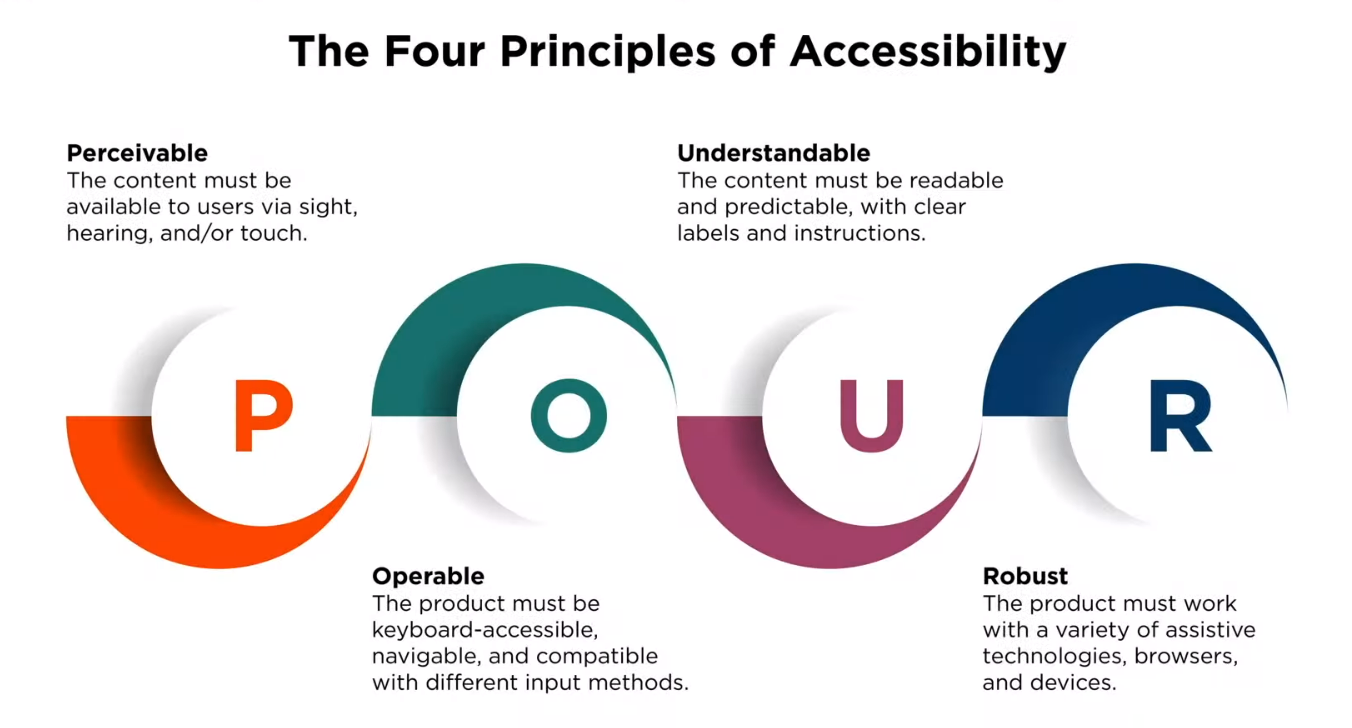 The Four Principles of Accessibility
Perceivable
The content must be
available to users via sight,
hearing, and/or touch.
Understandable
The content must be readable
and predictable, with clear
labels and instructions.
P
O
U
R
Operable
The product must be
keyboard-accessible,
navigable, and compatible
with different input methods.
Robust
The product must work
with a variety of assistive
technologies, browsers,
and devices.